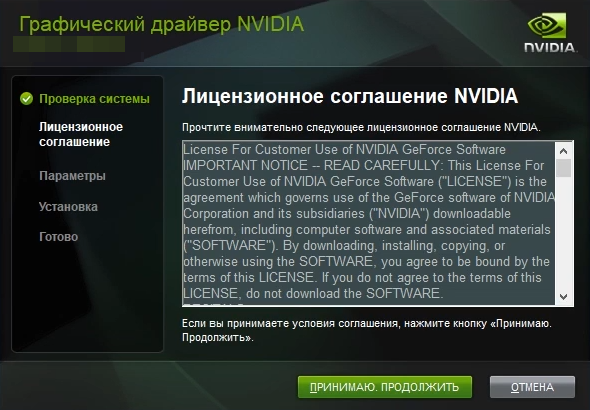 Графический драйвер NVIDIA
NVIDIA.
Проверка системы
Лицензионное
соглашение
Параметры
Установка
Готово
Лицензионное соглашение NVIDIA
Прочтите внимательно следующее лицензионное соглашение NVIDIA.
License For Customer Use of NVIDIA GeForce Software
IMPORTANT NOTICE -- READ CAREFULLY: This License For
Customer Use of NVIDIA GeForce Software ("LICENSE") is the
agreement which governs use of the GeForce software of NVIDIA
Corporation and its subsidiaries ("NVIDIA") downloadable
herefrom, including computer software and associated materials
("SOFTWARE"). By downloading, installing, copying, or
otherwise using the SOFTWARE, you agree to be bound by the
terms of this LICENSE. If you do not agree to the terms of this
LICENSE, do not download the SOFTWARE.
Если вы принимаете условия соглашения, нажмите кнопку «Принимаю.
Продолжить».
ПРИНИМАЮ. ПРОДОЛЖИТЬ
ОТМЕНА